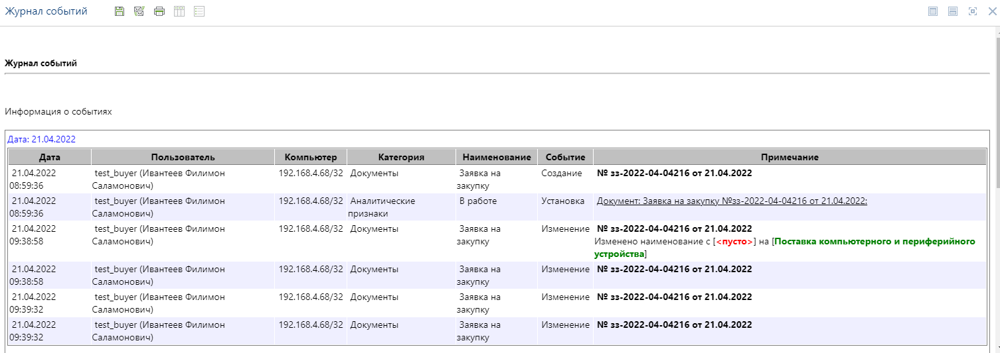 Журнал событий
Журнал событий
Информация о событиях
Дата: 21.04.2022
Дата Пользователь Компьютер Категория Наименование Событие Примечание
21.04.2022 test_buyer (Ивантеев Филимон 192.168.4.68/32 Документы Заявка на Создание № зз-2022-04-04216 от 21.04.2022
08:59:36 Саламонович) закупку
21.04.2022 test_buyer (Ивантеев Филимон 192.168.4.68/32 Аналитические В работе Установка Документ: Заявка на закупку №зз-2022-04-04216 от 21.04.2022:
08:59:36 Саламонович) признаки
21.04.2022 test_buyer (Ивантеев Филимон 192.168.4.68/32 Документы Заявка на Изменение № зз-2022-04-04216 от 21.04.2022
09:38:58 Саламонович) закупку Изменено наименование с [<пусто>] на [Поставка компьютерного и периферийного
устройства]
21.04.2022 test_buyer (Ивантеев Филимон 192.168.4.68/32 Документы Заявка на Изменение № зз-2022-04-04216 от 21.04.2022
09:38:58 Саламонович) закупку
21.04.2022 test_buyer (Ивантеев Филимон 192.168.4.68/32 Документы Заявка на Изменение № зз-2022-04-04216 от 21.04.2022
09:39:32 Саламонович) закупку
21.04.2022 test_buyer (Ивантеев Филимон 192.168.4.68/32 Документы Заявка на Изменение № зз-2022-04-04216 от 21.04.2022
09:39:32 Саламонович) закупку